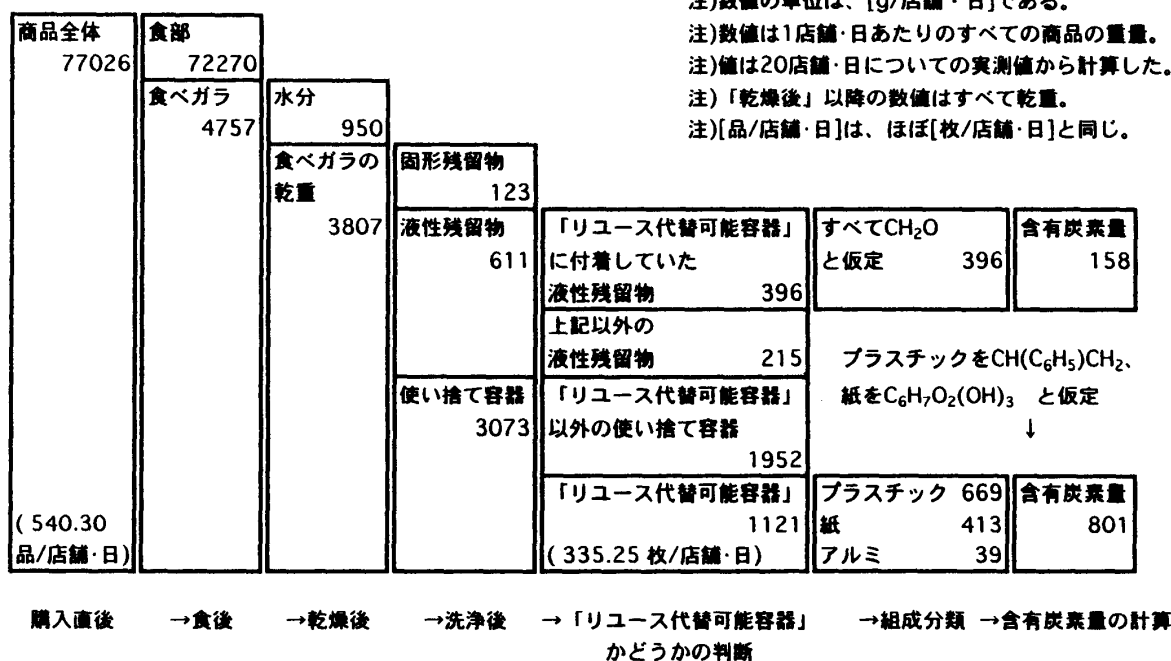 注)数値の単位は、[g/店舗・日]である。
注)数値は1店舗·日あたりのすべての商品の重量。
注)値は20店舗·日についての実測値から計算した。
注)「乾燥後」以降の数値はすべて乾重。
注)[品/店舗·日]は、ほぼ[枚/店舗·日]と同じ。
商品全体
77026
(540.30
品/店舗·日)
食部
72270
食べガラ
4757
水分
950
食べガラの
乾重
3807
固形残留物
123
液性残留物
611
使い捨て容器
3073
「リユース代替可能容器」
に付着していた
液性残留物 396
上記以外の
液性残留物 215
「リユース代替可能容器」
以外の使い捨て容器
1952
「リユース代替可能容器」
1121
(335.25 枚/店舗·日)
すべてCH₂O
と仮定 396
含有炭素量
158
プラスチックをCH(C₆H₅)CH₂、
紙をC₆H₇O₂(OH)₃ と仮定
↓
プラスチック 669
紙 413
アルミ 39
含有炭素量
801
購入直後 →食後 →乾燥後 →洗浄後 →「リユース代替可能容器」 →組成分類 →含有炭素量の計算
かどうかの判断